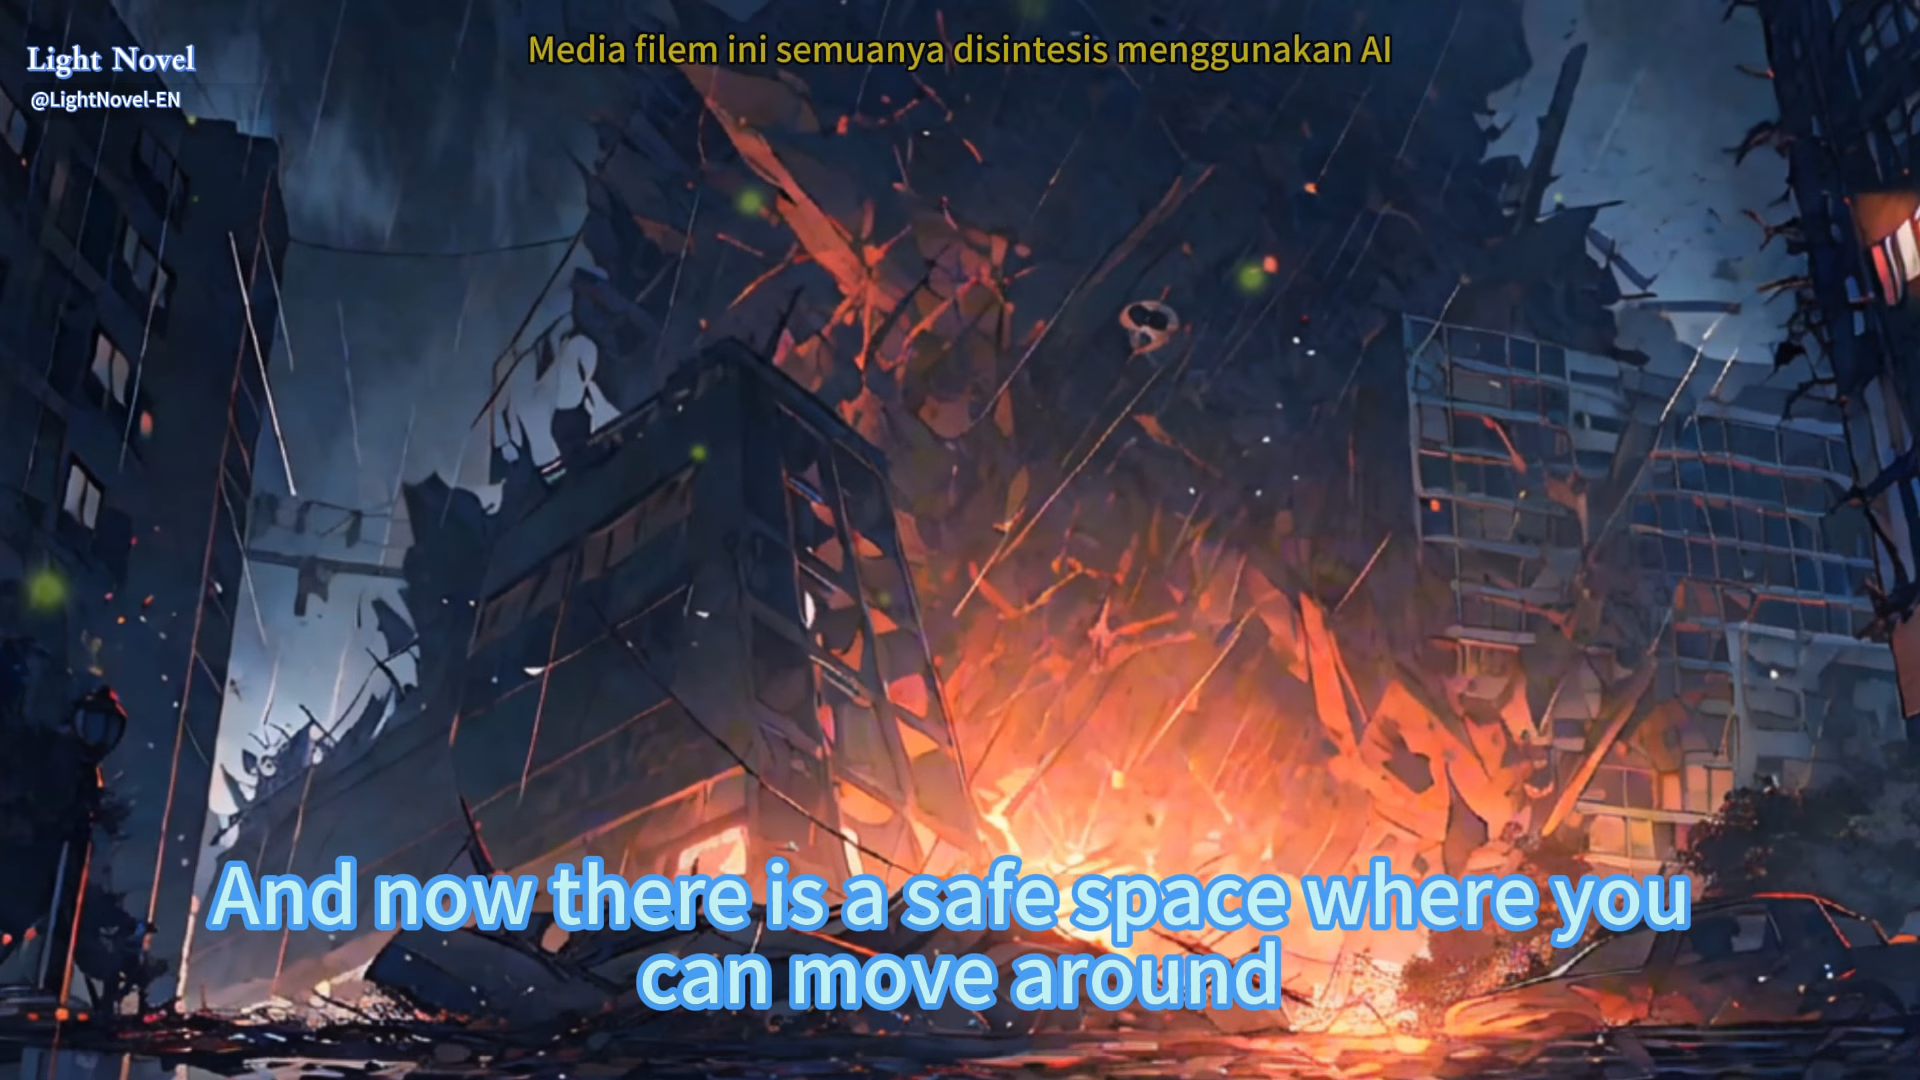 Light Novel
@LightNovel-EN
Media filem ini semuanya disintesis menggunakan AI
And now there is a safe space where you
can move around